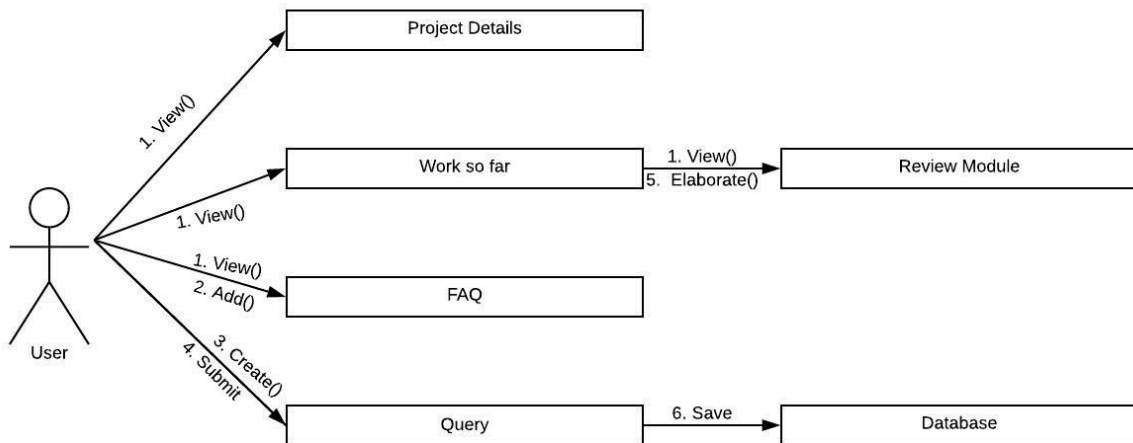 Project Details
1. View()
Work so far
1. View()
5. Elaborate()
Review Module
1. View()
1. View()
2. Add()
FAQ
User
3. Create()
4. Submit
Query
6. Save
Database